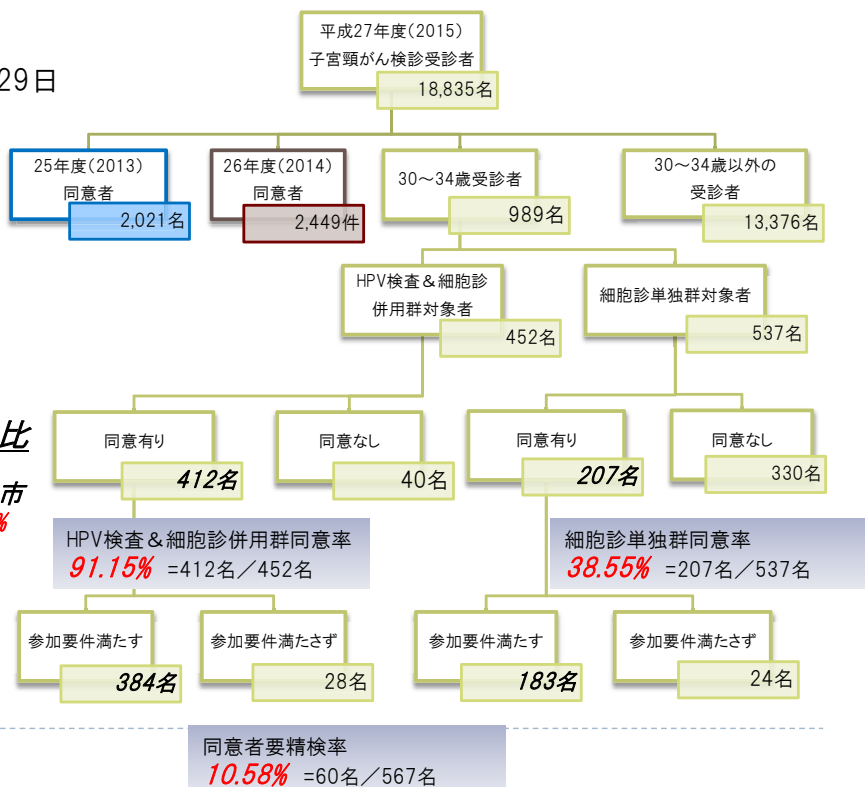 29日
平成27年度(2015)
子宮頸がん検診受診者
18,835名
25年度(2013)
同意者
2,021名
26年度(2014)
同意者
2,449件
30～34歳受診者
989名
30～34歳以外の
受診者
13,376名
HPV検査＆細胞診
併用群対象者
452名
細胞診単独群対象者
537名
比
市
%
同意有り
412名
同意なし
40名
同意有り
207名
同意なし
330名
HPV検査＆細胞診併用群同意率
91.15% =412名／452名
細胞診単独群同意率
38.55% =207名／537名
参加要件満たす
384名
参加要件満たさず
28名
参加要件満たす
183名
参加要件満たさず
24名
同意者要精検率
10.58% =60名／567名